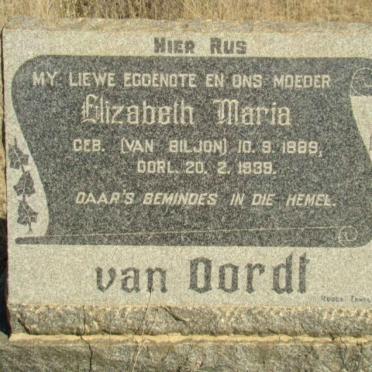 HIER RUS
MY LIEWE EGGENOTE EN ONS MOEDER
Elizabeth Maria
GEB. (VAN BILJON) 10. 9. 1889,
OORL. 20. 2. 1939.
DAAR'S BEMINDES IN DIE HEMEL.
van Oordt